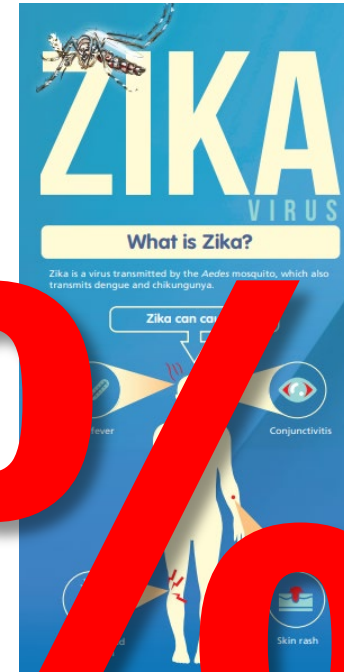 ZIKA
VIRUS
What is Zika?
Zika is a virus transmitted by the Aedes mosquito, which also
transmits dengue and chikungunya.
Zika can
fever
Conjunctivitis
Skin rash
%